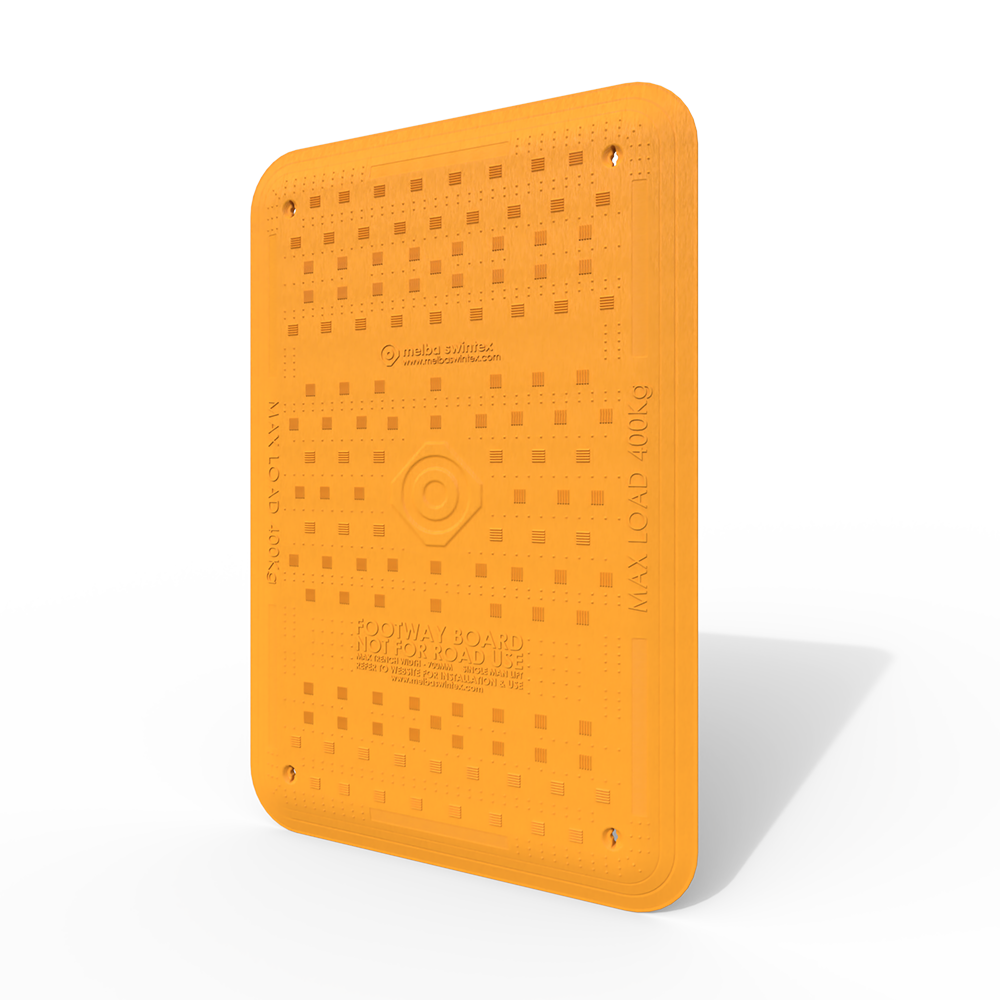 melba swintex
www.melbaswintex.com
MAX LOAD 400kg
MAX LOAD 400kg
FOOTWAY BOARD
NOT FOR ROAD USE
MAX TRENCH WIDTH - 700MM SINGLE MAN LIFT
REFER TO WEBSITE FOR INSTALLATION & USE
www.melbaswintex.com